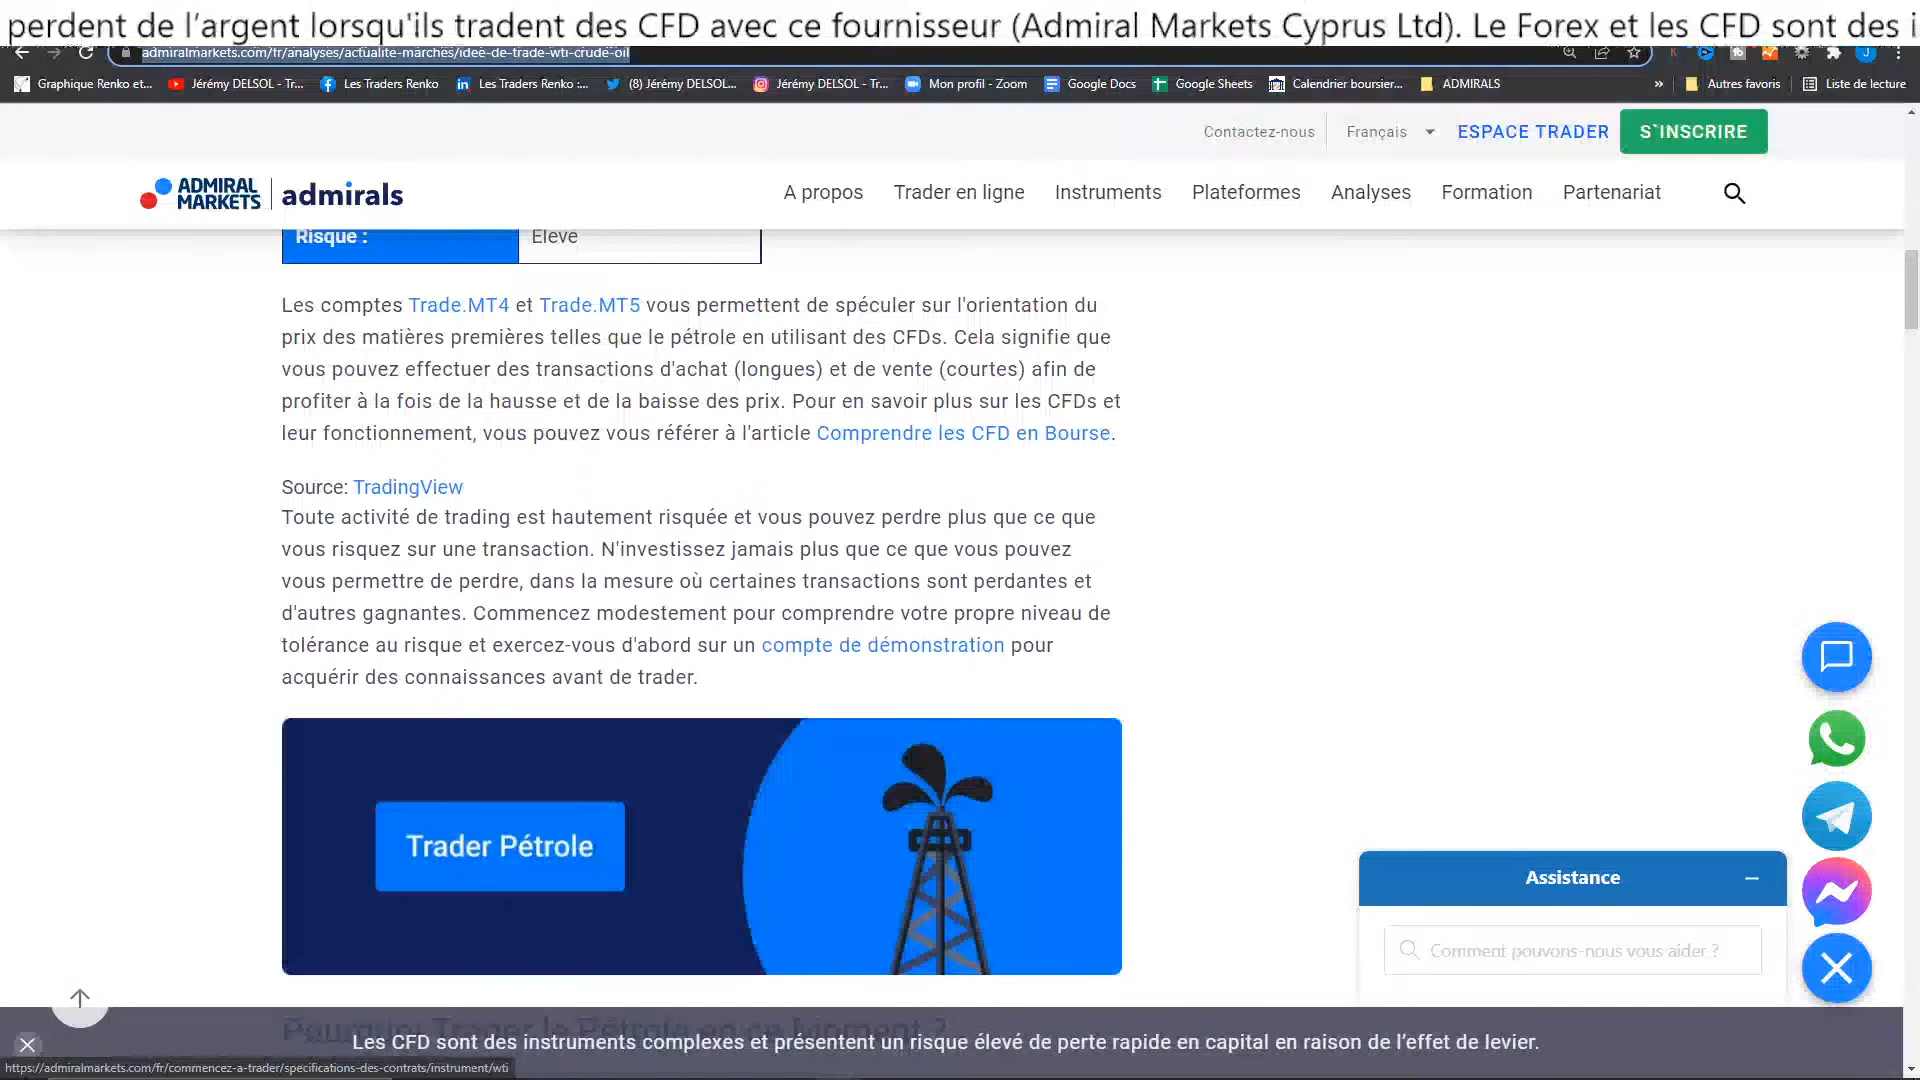 perdent de l’argent lorsqu'ils tradent des CFD avec ce fournisseur (Admiral Markets Cyprus Ltd). Le Forex et les CFD sont des i
admiralmarkets.com/fr/analyses/actualite-marches/idee-de-trade-wti-crude-oil
Graphique Renko et... Jérémy DELSOL - Tr... Les Traders Renko Les Traders Renko :... (8) Jérémy DELSOL... Jérémy DELSOL - Tr... Mon profil - Zoom Google Docs Google Sheets Calendrier boursier... ADMIRALS » Autres favoris Liste de lecture
Contactez-nous Français ESPACE TRADER S`INSCRIRE
ADMIRAL MARKETS admirals
A propos Trader en ligne Instruments Plateformes Analyses Formation Partenariat
Risque : Elevé
Les comptes Trade.MT4 et Trade.MT5 vous permettent de spéculer sur l'orientation du
prix des matières premières telles que le pétrole en utilisant des CFDs. Cela signifie que
vous pouvez effectuer des transactions d'achat (longues) et de vente (courtes) afin de
profiter à la fois de la hausse et de la baisse des prix. Pour en savoir plus sur les CFDs et
leur fonctionnement, vous pouvez vous référer à l'article Comprendre les CFD en Bourse.
Source: TradingView
Toute activité de trading est hautement risquée et vous pouvez perdre plus que ce que
vous risquez sur une transaction. N'investissez jamais plus que ce que vous pouvez
vous permettre de perdre, dans la mesure où certaines transactions sont perdantes et
d'autres gagnantes. Commencez modestement pour comprendre votre propre niveau de
tolérance au risque et exercez-vous d'abord sur un compte de démonstration pour
acquérir des connaissances avant de trader.
Trader Pétrole
Assistance
Comment pouvons-nous vous aider ?
Pourquoi Trader le Pétrole en ce Moment ?
Les CFD sont des instruments complexes et présentent un risque élevé de perte rapide en capital en raison de l’effet de levier.
https://admiralmarkets.com/fr/commencez-a-trader/specifications-des-contrats/instrument/wti